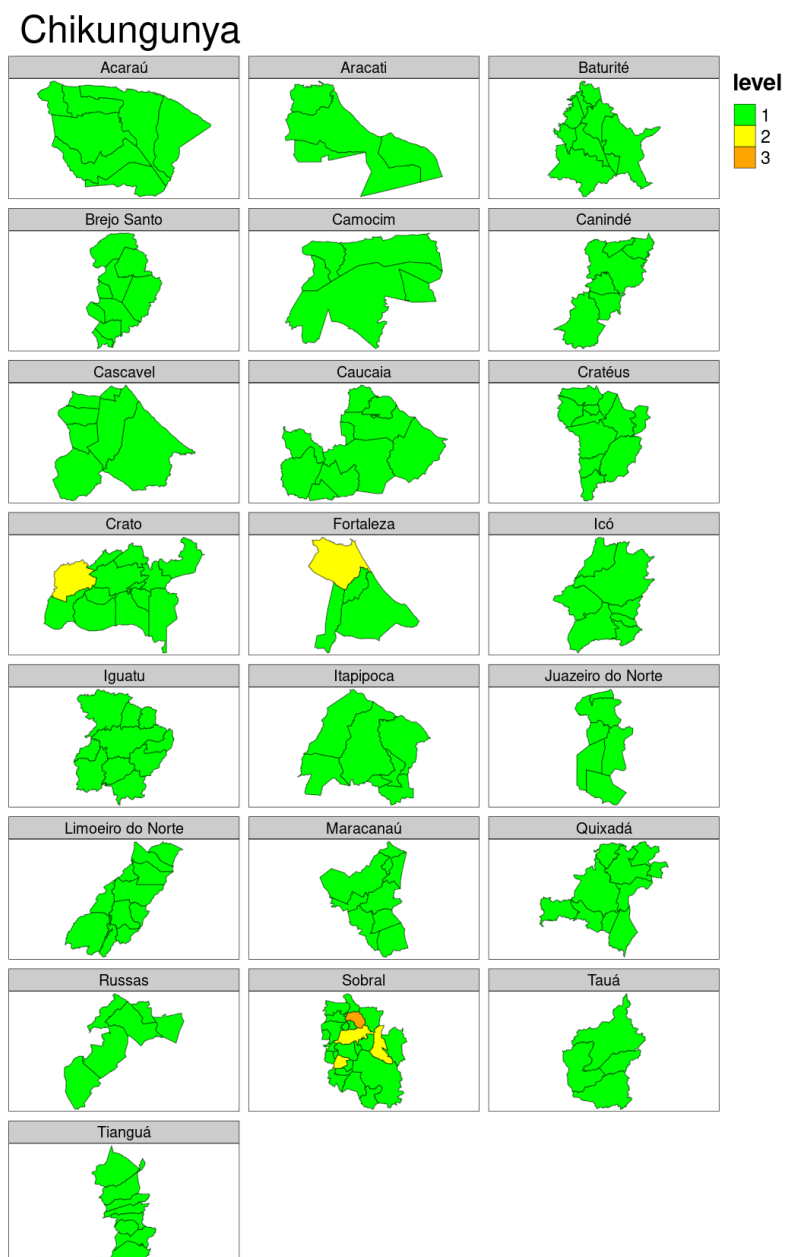 Chikungunya
Acaraú
Aracati
Baturité
level
1
2
3
Brejo Santo
Camocim
Canindé
Cascavel
Caucaia
Cratéus
Crato
Fortaleza
Icó
Iguatu
Itapipoca
Juazeiro do Norte
Limoeiro do Norte
Maracanaú
Quixadá
Russas
Sobral
Tauá
Tianguá